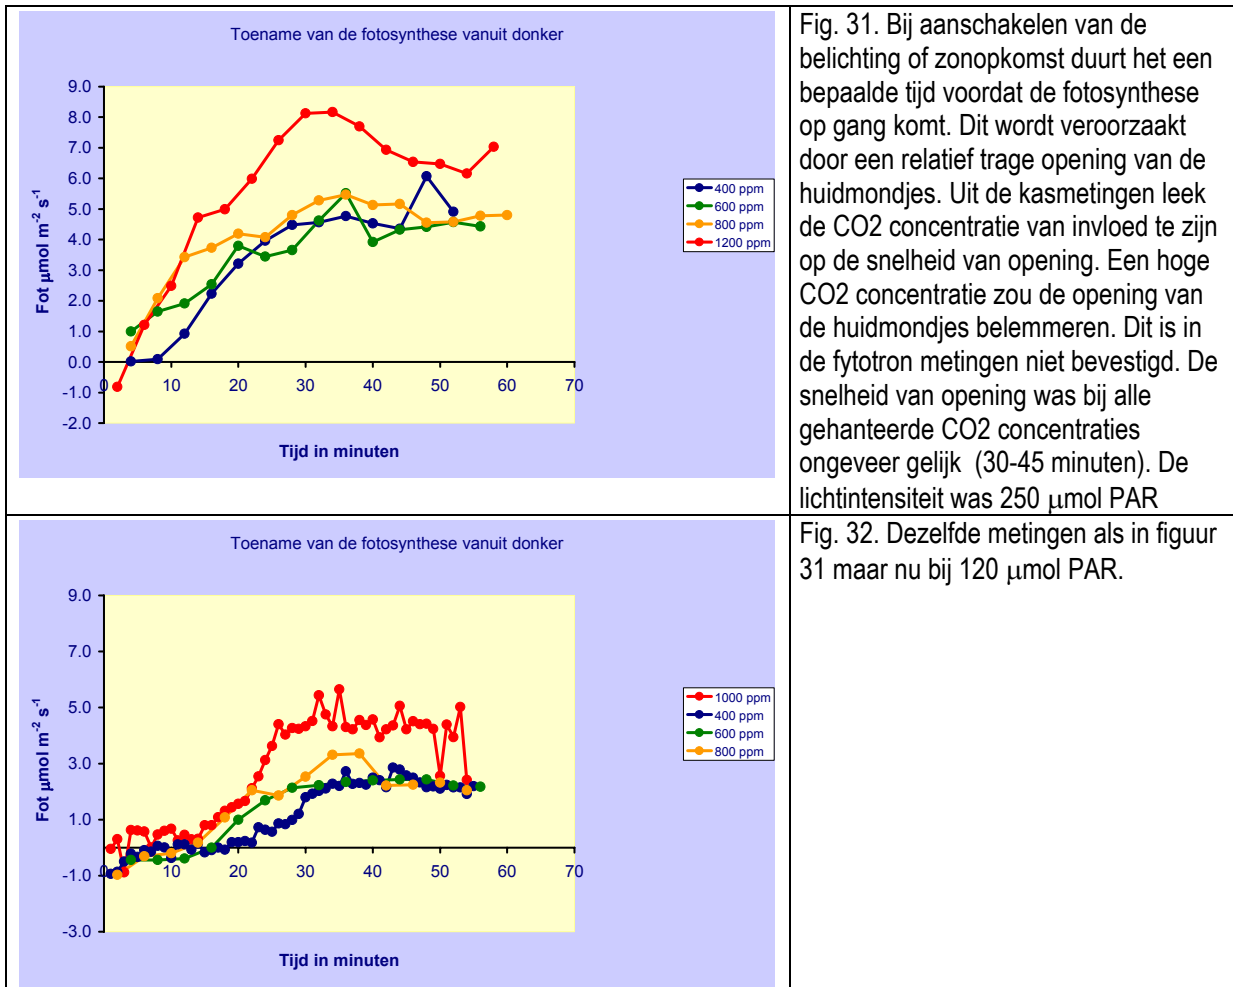 Toename van de fotosynthese vanuit donker
9.0
8.0
7.0
6.0
5.0
4.0
3.0
2.0
1.0
0.0
-1.0
-2.0
0 10 20 30 40 50 60 70
Fot µmol m⁻² s⁻¹
Tijd in minuten
400 ppm
600 ppm
800 ppm
1200 ppm
Fig. 31. Bij aanschakelen van de
belichting of zonopkomst duurt het een
bepaalde tijd voordat de fotosynthese
op gang komt. Dit wordt veroorzaakt
door een relatief trage opening van de
huidmondjes. Uit de kasmetingen leek
de CO2 concentratie van invloed te zijn
op de snelheid van opening. Een hoge
CO2 concentratie zou de opening van
de huidmondjes belemmeren. Dit is in
de fytotron metingen niet bevestigd. De
snelheid van opening was bij alle
gehanteerde CO2 concentraties
ongeveer gelijk (30-45 minuten). De
lichtintensiteit was 250 µmol PAR
Toename van de fotosynthese vanuit donker
9.0
7.0
5.0
3.0
1.0
-1.0
-3.0
0 10 20 30 40 50 60 70
Fot µmol m⁻² s⁻¹
Tijd in minuten
1000 ppm
400 ppm
600 ppm
800 ppm
Fig. 32. Dezelfde metingen als in figuur
31 maar nu bij 120 µmol PAR.